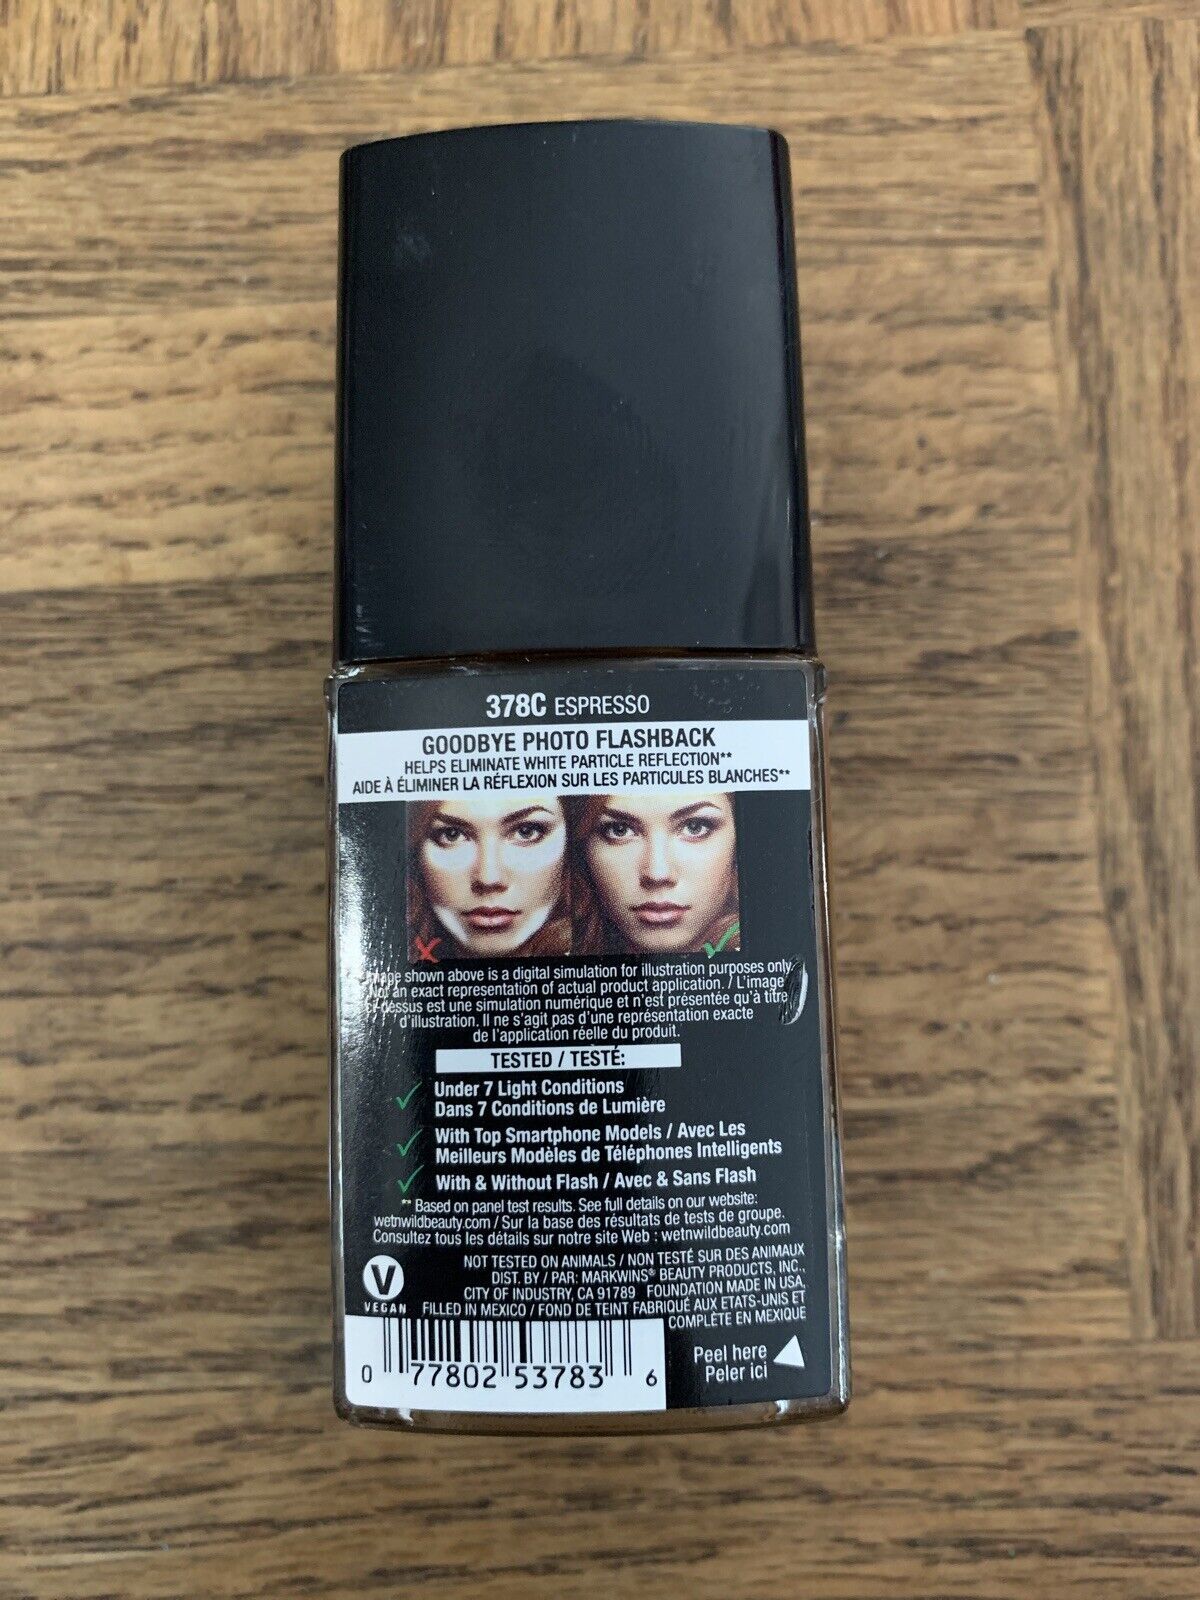 378C ESPRESSO
GOODBYE PHOTO FLASHBACK
HELPS ELIMINATE WHITE PARTICLE REFLECTION**
AIDE À ÉLIMINER LA RÉFLEXION SUR LES PARTICULES BLANCHES**
Image shown above is a digital simulation for illustration purposes only.
Not an exact representation of actual product application. / L'image
ci-dessus est une simulation numérique et n'est présentée qu'à titre
d'illustration. Il ne s'agit pas d'une représentation exacte
de l'application réelle du produit.
TESTED / TESTÉ:
Under 7 Light Conditions
Dans 7 Conditions de Lumière
With Top Smartphone Models / Avec Les
Meilleurs Modèles de Téléphones Intelligents
With & Without Flash / Avec & Sans Flash
** Based on panel test results. See full details on our website:
wetnwildbeauty.com / Sur la base des résultats de tests de groupe.
Consultez tous les détails sur notre site Web : wetnwildbeauty.com
NOT TESTED ON ANIMALS / NON TESTÉ SUR DES ANIMAUX
DIST. BY / PAR: MARKWINS® BEAUTY PRODUCTS, INC.,
CITY OF INDUSTRY, CA 91789 FOUNDATION MADE IN USA,
FILLED IN MEXICO / FOND DE TEINT FABRIQUÉ AUX ETATS-UNIS ET
COMPLÈTE EN MEXIQUE
V
VEGAN
Peel here
Peler ici
0 77802 53783 6